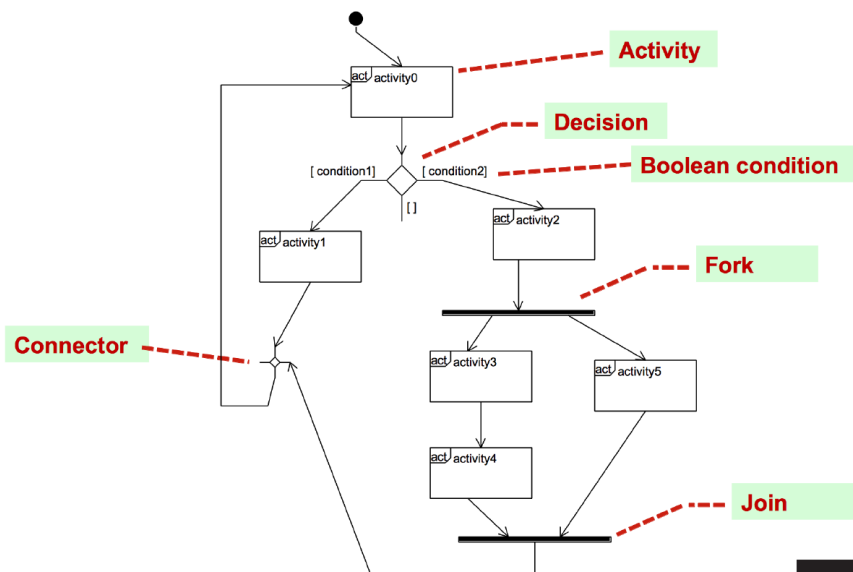 Activity
act activity0
Decision
Boolean condition
[ condition1]
[ condition2]
[ ]
act activity2
act activity1
Fork
Connector
act activity3
act activity5
act activity4
Join